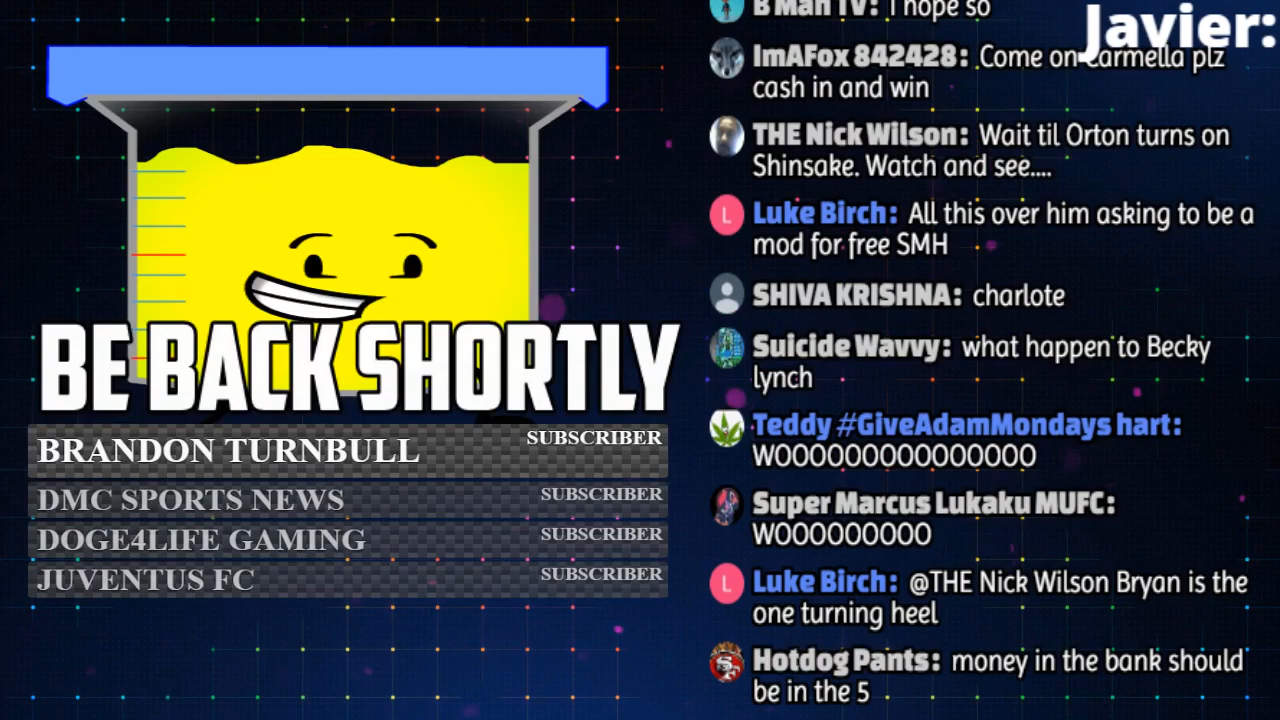 BE BACK SHORTLY
BRANDON TURNBULL SUBSCRIBER
DMC SPORTS NEWS SUBSCRIBER
DOGE4LIFE GAMING SUBSCRIBER
JUVENTUS FC SUBSCRIBER
Javier:
B Man TV: I hope so
ImAFox 842428: Come on Carmella plz
cash in and win
THE Nick Wilson: Wait til Orton turns on
Shinsake. Watch and see....
L Luke Birch: All this over him asking to be a
mod for free SMH
SHIVA KRISHNA: charlote
Suicide Wavvy: what happen to Becky
lynch
Teddy #GiveAdamMondays hart:
WOOOOOOOOOOOOOOO
Super Marcus Lukaku MUFC:
WOOOOOOOOO
L Luke Birch: @THE Nick Wilson Bryan is the
one turning heel
Hotdog Pants: money in the bank should
be in the 5